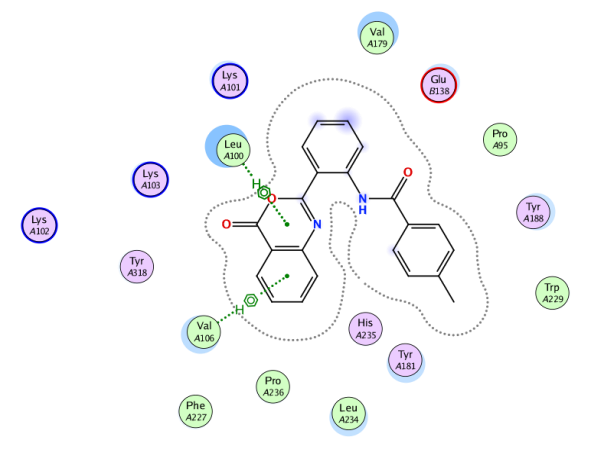 Val
A179
Lys
A101
Glu
B138
Leu
A100
Pro
A95
H
O
O
Lys
A103
N
H
Tyr
A188
Lys
A102
O
N
Tyr
A318
Trp
A229
H
Val
A106
His
A235
Tyr
A181
Pro
A236
Phe
A227
Leu
A234